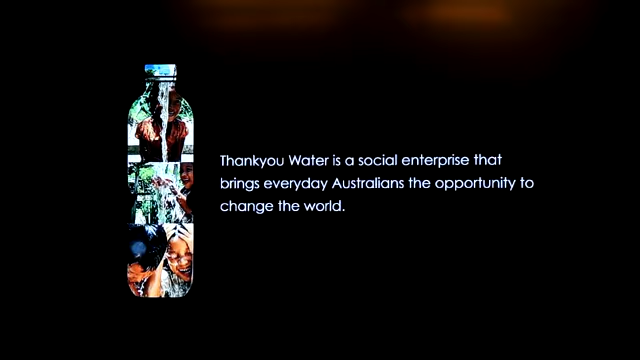 Thankyou Water is a social enterprise that
brings everyday Australians the opportunity to
change the world.